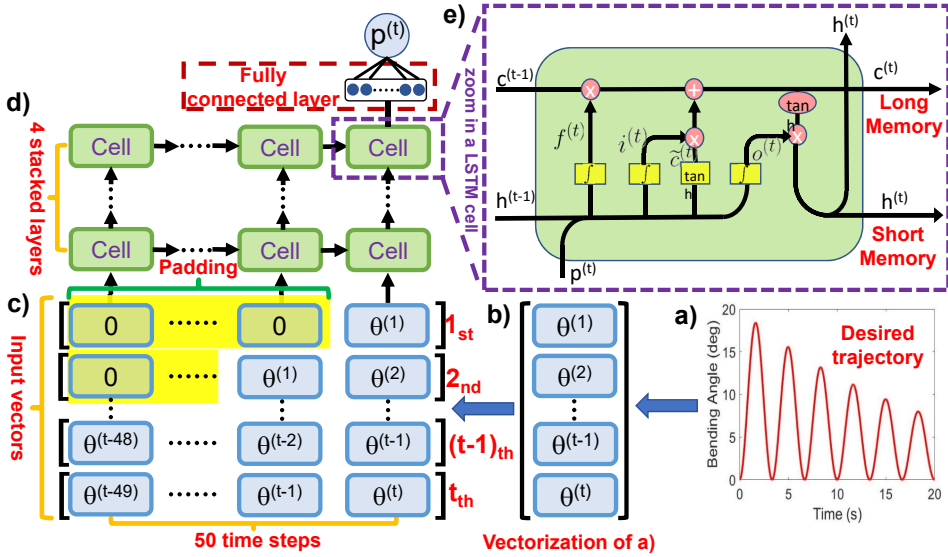 d)
p(t)
Fully
connected layer
4 stacked layers
Cell
Cell
Cell
Cell
Cell
Cell
Padding
zoom in a LSTM cell
e)
h(t)
c(t-1)
x
+
tan
h
c(t)
Long
Memory
f(t)
i(t)
x
c̃(t)
o(t)
x
∫
∫
tan
h
∫
h(t-1)
h(t)
Short
Memory
p(t)
c)
Input vectors
0
0
θ(1)
1st
0
θ(1)
θ(2)
2nd
θ(t-48)
θ(t-2)
θ(t-1)
(t-1)th
θ(t-49)
θ(t-1)
θ(t)
tth
50 time steps
b)
θ(1)
θ(2)
θ(t-1)
θ(t)
Vectorization of a)
a)
Desired
trajectory
Bending Angle (deg)
20
15
10
5
0
0
5
10
15
20
Time (s)